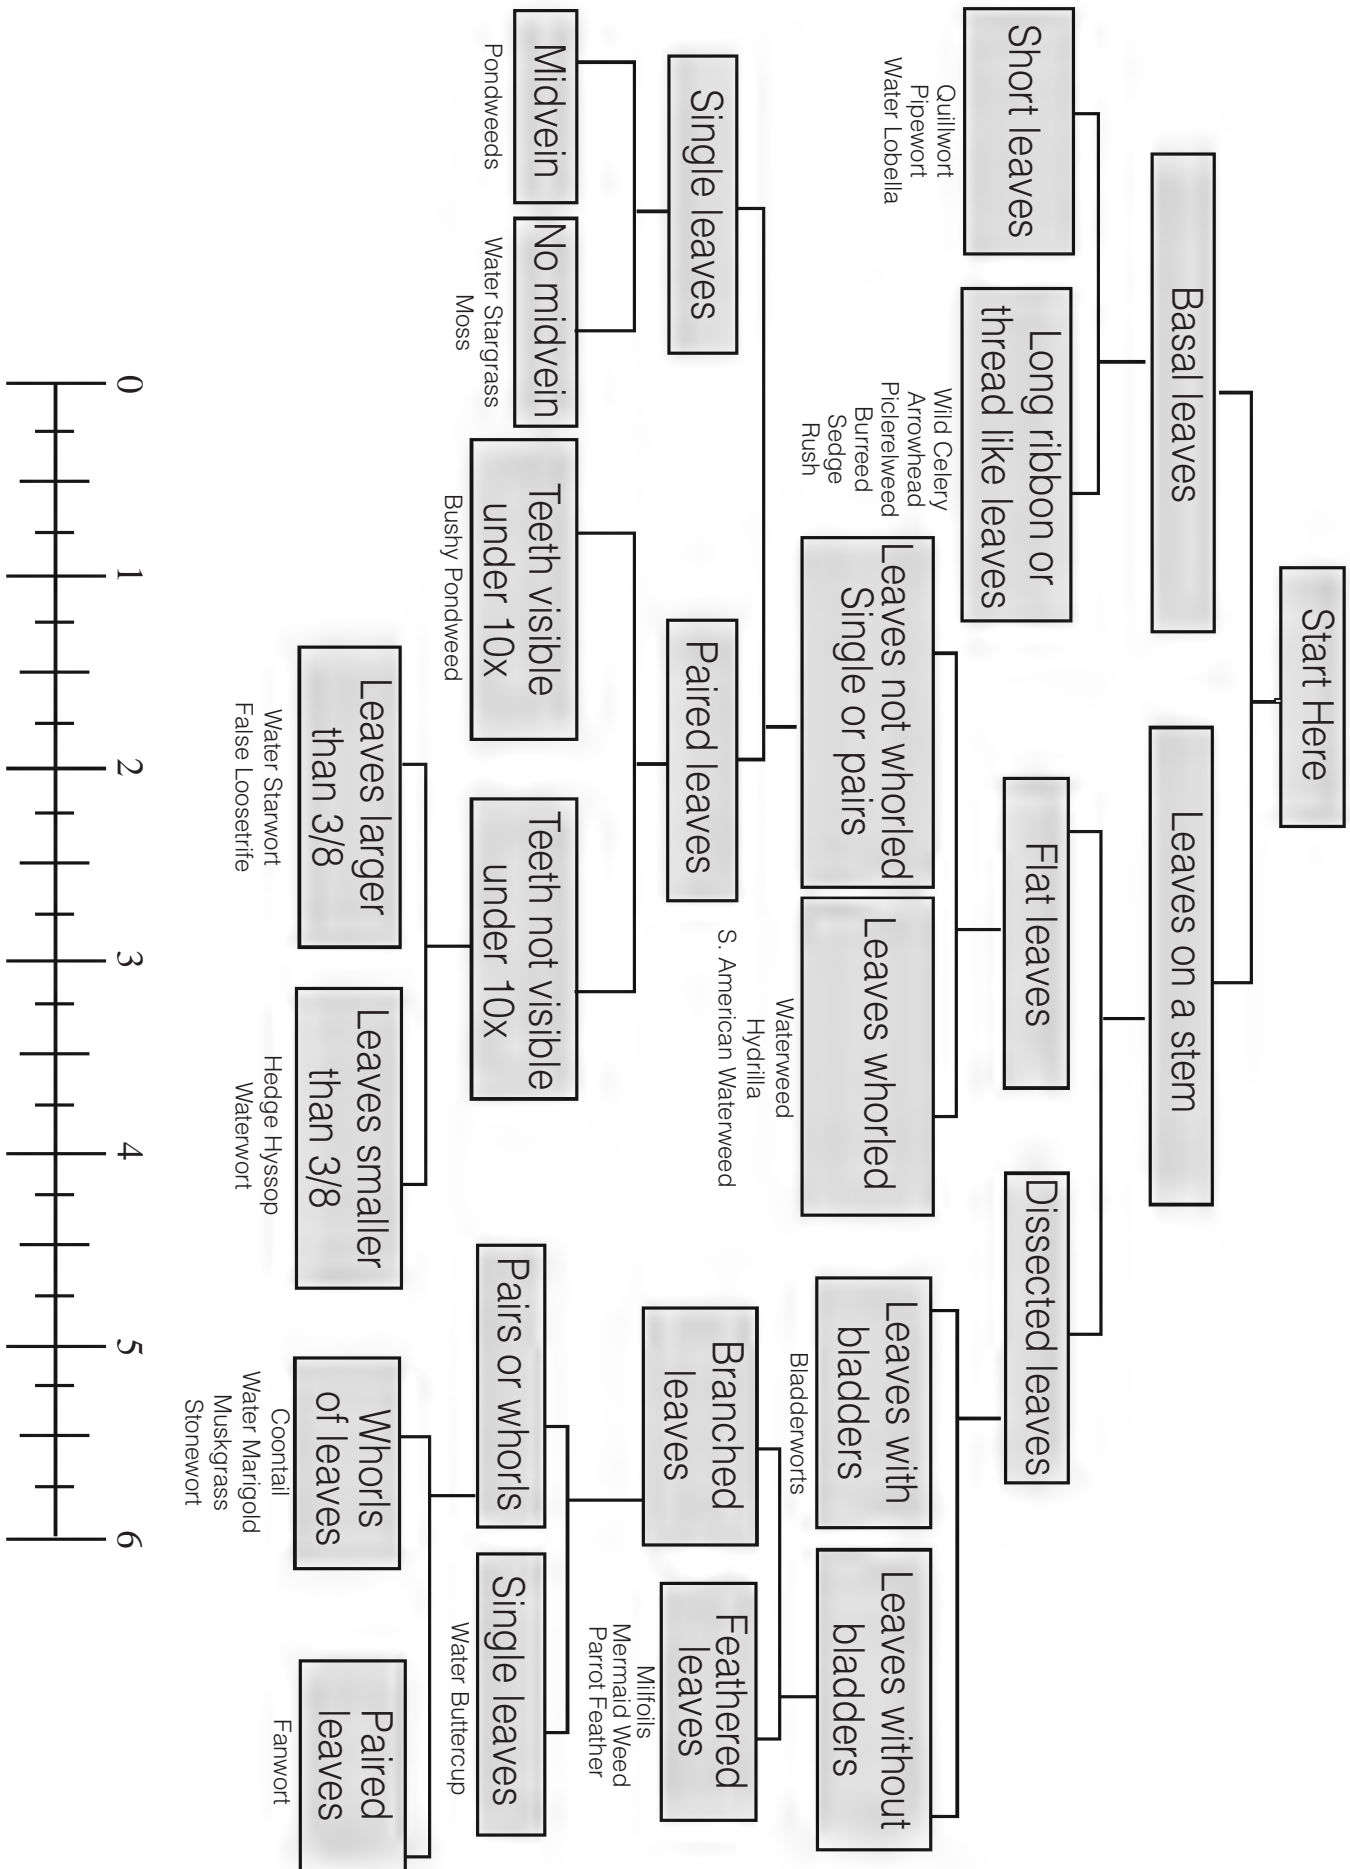 Start Here
Basal leaves
Leaves on a stem
Short leaves
Quillwort
Pipewort
Water Lobella
Long ribbon or
thread like leaves
Wild Celery
Arrowhead
Piclerelweed
Burreed
Sedge
Rush
Flat leaves
Dissected leaves
Leaves not whorled
Single or pairs
Leaves whorled
Waterweed
Hydrilla
S. American Waterweed
Leaves with
bladders
Bladderworts
Leaves without
bladders
Single leaves
Paired leaves
Branched
leaves
Feathered
leaves
Milfoils
Mermaid Weed
Parrot Feather
Midvein
Pondweeds
No midvein
Water Stargrass
Moss
Teeth visible
under 10x
Bushy Pondweed
Teeth not visible
under 10x
Pairs or whorls
Single leaves
Water Buttercup
Leaves larger
than 3/8
Water Starwort
False Loosetrife
Leaves smaller
than 3/8
Hedge Hyssop
Waterwort
Whorls
of leaves
Coontail
Water Marigold
Muskgrass
Stonewort
Paired
leaves
Fanwort
0 1 2 3 4 5 6